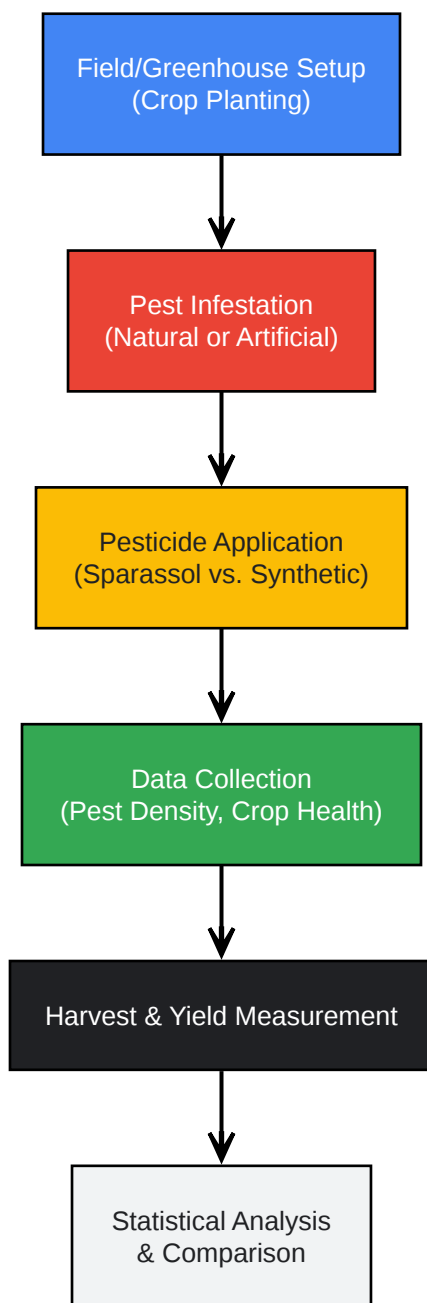 Field/Greenhouse Setup
(Crop Planting)
Pest Infestation
(Natural or Artificial)
Pesticide Application
(Sparassol vs. Synthetic)
Data Collection
(Pest Density, Crop Health)
Harvest & Yield Measurement
Statistical Analysis
& Comparison